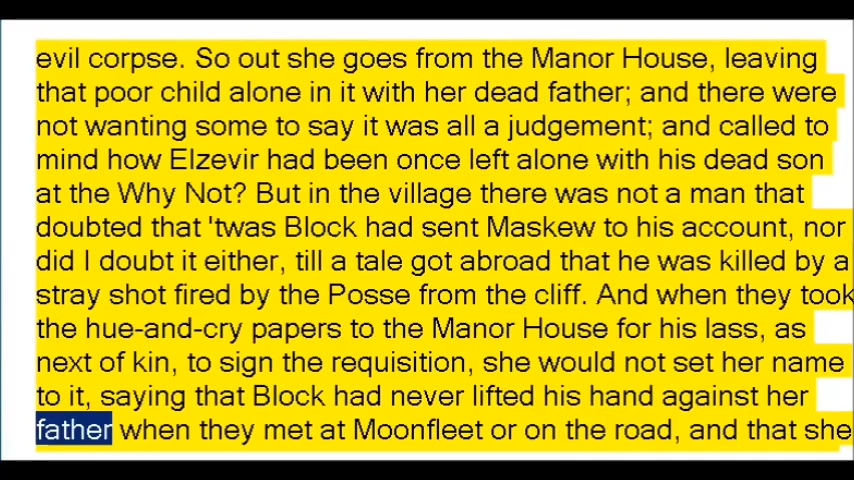 evil corpse. So out she goes from the Manor House, leaving
that poor child alone in it with her dead father; and there were
not wanting some to say it was all a judgement; and called to
mind how Elzevir had been once left alone with his dead son
at the Why Not? But in the village there was not a man that
doubted that 'twas Block had sent Maskew to his account, nor
did I doubt it either, till a tale got abroad that he was killed by a
stray shot fired by the Posse from the cliff. And when they took
the hue-and-cry papers to the Manor House for his lass, as
next of kin, to sign the requisition, she would not set her name
to it, saying that Block had never lifted his hand against her
father when they met at Moonfleet or on the road, and that she